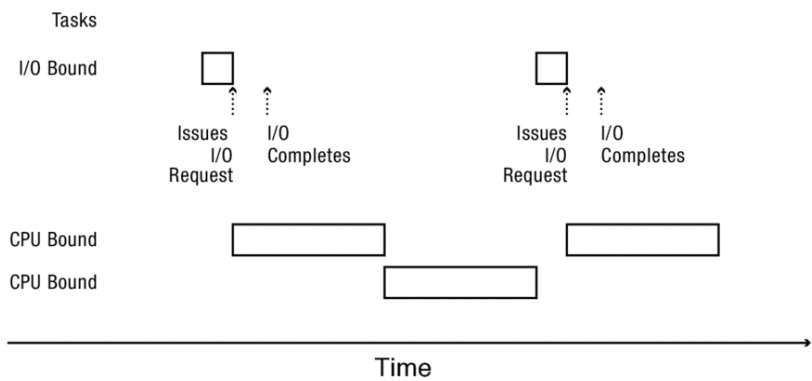 Tasks
I/O Bound
Issues I/O
I/O Completes
Request
Issues I/O
I/O Completes
Request
CPU Bound
CPU Bound
Time